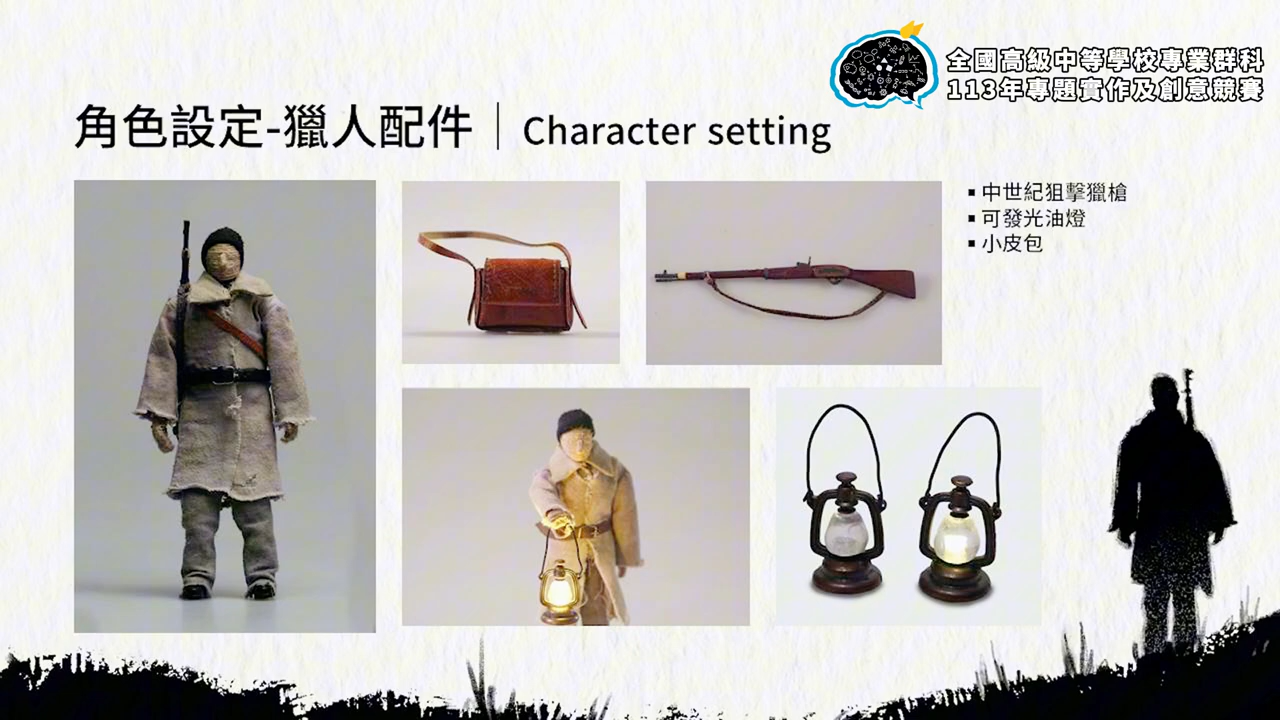 全國高級中等學校專業群科
113年專題實作及創意競賽
角色設定-獵人配件｜Character setting
▪ 中世紀狙擊獵槍
▪ 可發光油燈
▪ 小皮包